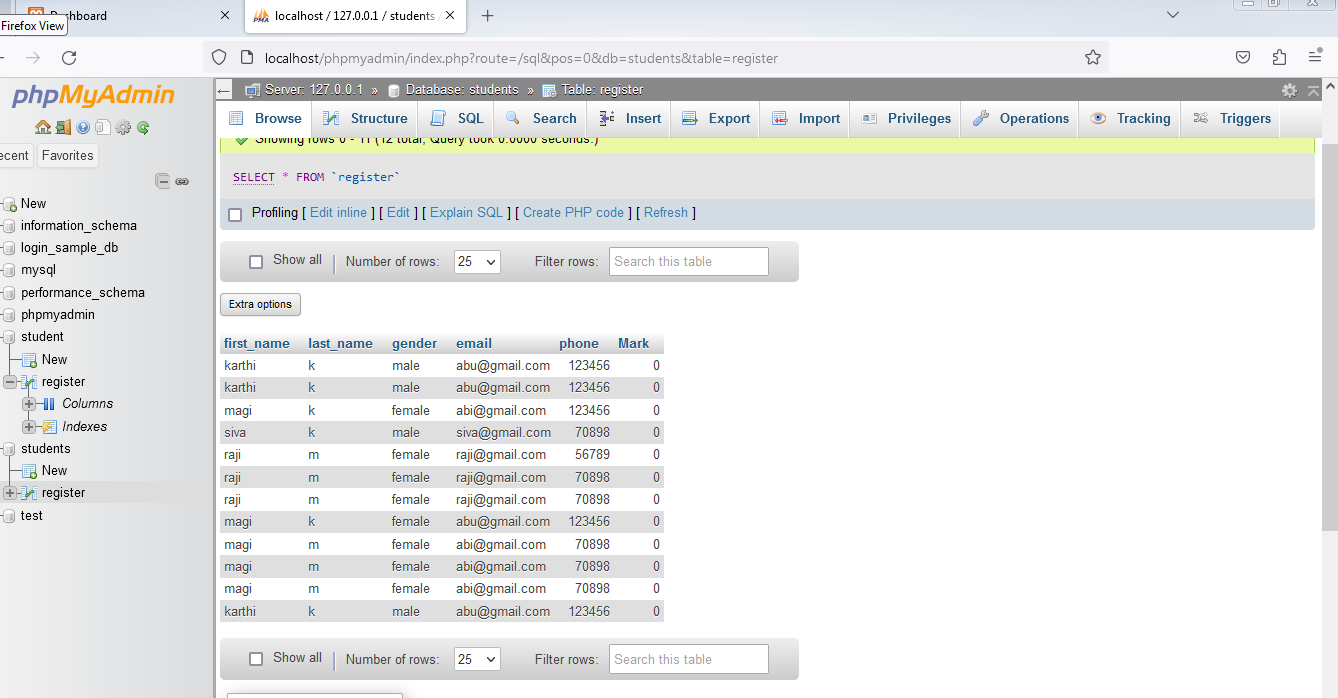 Dashboard
localhost / 127.0.0.1 / students
Firefox View
localhost/phpmyadmin/index.php?route=/sql&pos=0&db=students&table=register
phpMyAdmin
Recent Favorites
New
information_schema
login_sample_db
mysql
performance_schema
phpmyadmin
student
New
register
Columns
Indexes
students
New
register
test
Server: 127.0.0.1 » Database: students » Table: register
Browse Structure SQL Search Insert Export Import Privileges Operations Tracking Triggers
Showing rows 0 - 11 (12 total, Query took 0.0000 seconds.)
SELECT * FROM `register`
Profiling [ Edit inline ] [ Edit ] [ Explain SQL ] [ Create PHP code ] [ Refresh ]
Show all Number of rows: 25 Filter rows: Search this table
Extra options
first_name last_name gender email phone Mark
karthi k male abu@gmail.com 123456 0
karthi k male abu@gmail.com 123456 0
magi k female abi@gmail.com 123456 0
siva k male siva@gmail.com 70898 0
raji m female raji@gmail.com 56789 0
raji m female raji@gmail.com 70898 0
raji m female raji@gmail.com 70898 0
magi k female abu@gmail.com 123456 0
magi m female abi@gmail.com 70898 0
magi m female abi@gmail.com 70898 0
magi m female abi@gmail.com 70898 0
karthi k male abu@gmail.com 123456 0
Show all Number of rows: 25 Filter rows: Search this table